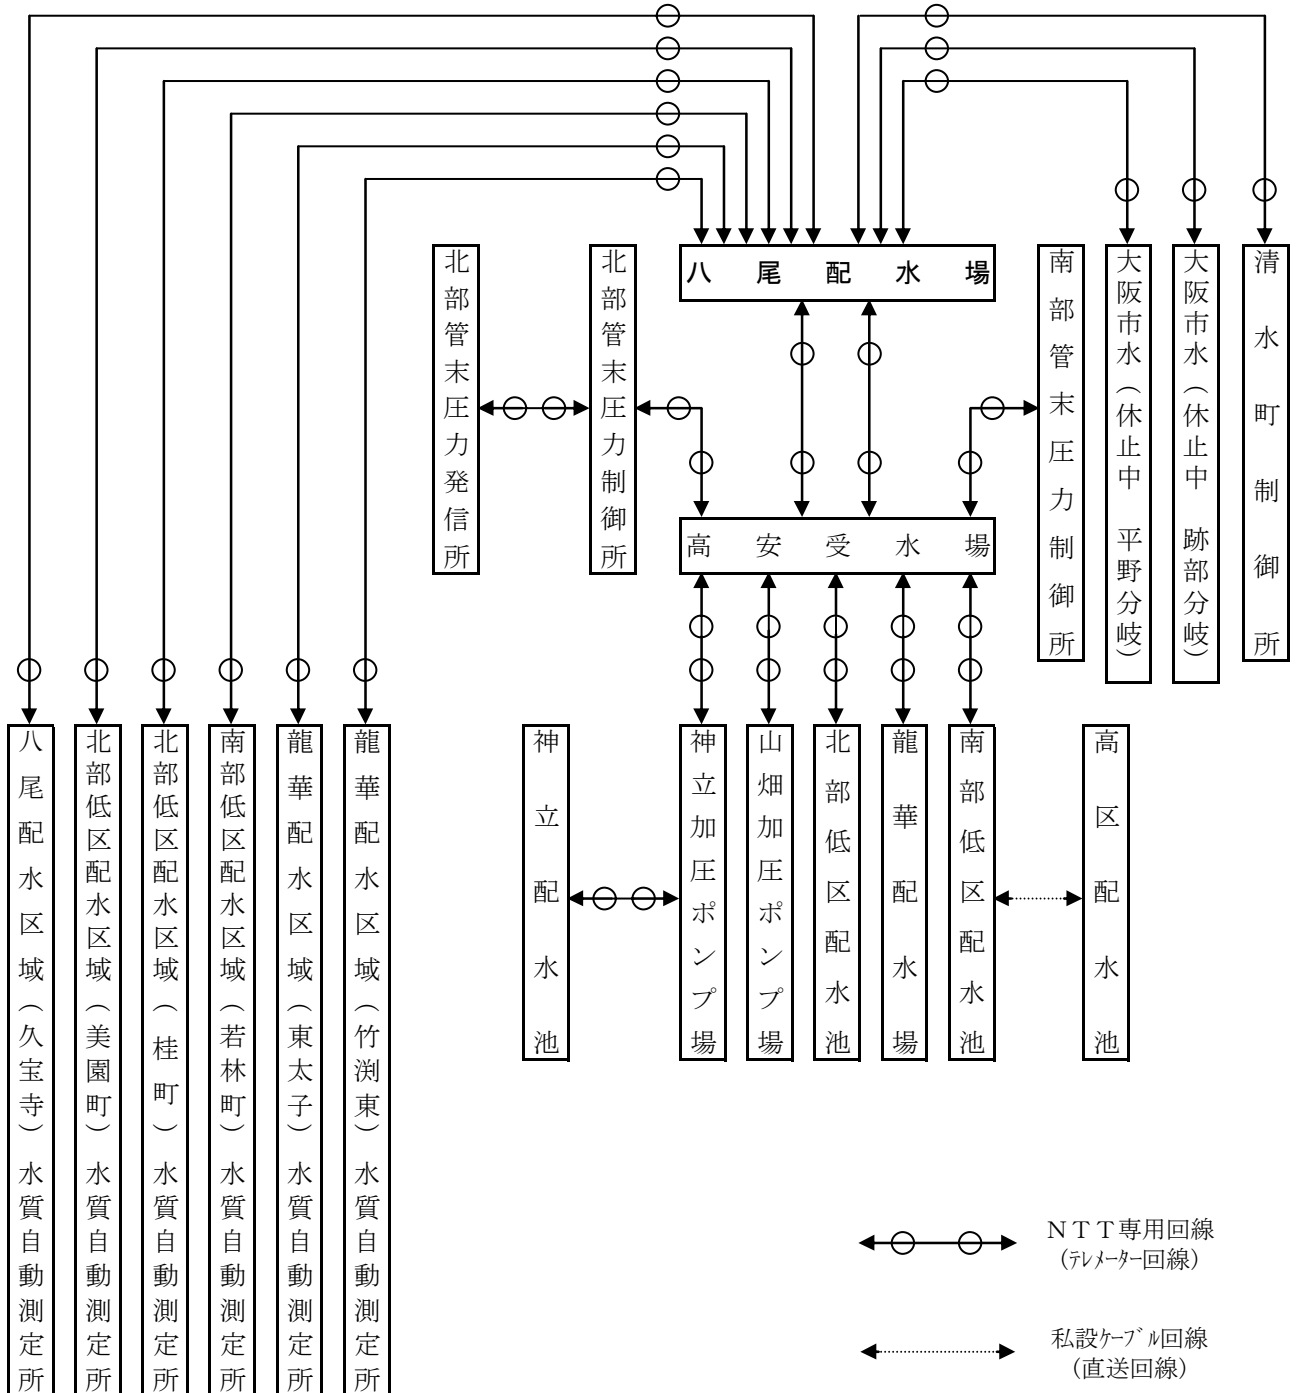 八尾配水場
北部管末圧力発信所
北部管末圧力制御所
南部管末圧力制御所
大阪市水（休止中　平野分岐）
大阪市水（休止中　跡部分岐）
清水町制御所
高安受水場
八尾配水区域（久宝寺）水質自動測定所
北部低区配水区域（美園町）水質自動測定所
北部低区配水区域（桂町）水質自動測定所
南部低区配水区域（若林町）水質自動測定所
龍華配水区域（東太子）水質自動測定所
龍華配水区域（竹渕東）水質自動測定所
神立配水池
神立加圧ポンプ場
山畑加圧ポンプ場
北部低区配水池
龍華配水場
南部低区配水池
高区配水池
ＮＴＴ専用回線
(ﾃﾚﾒｰﾀｰ回線)
私設ｹｰﾌﾞﾙ回線
(直送回線)